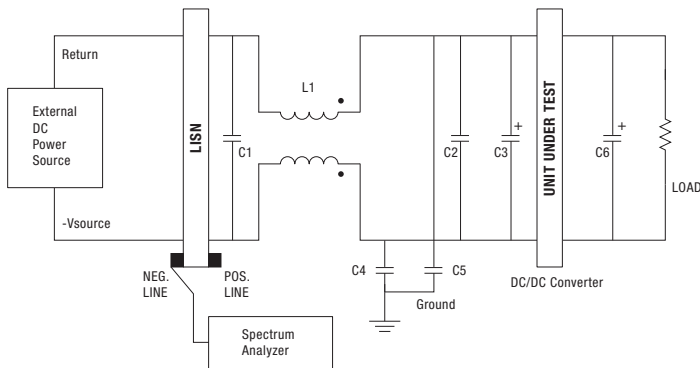 Return
L1
External
DC
Power
Source
LISN
C1
C2
C3
+
UNIT UNDER TEST
C6
+
LOAD
-Vsource
NEG.
LINE
POS.
LINE
C4
C5
Ground
DC/DC Converter
Spectrum
Analyzer